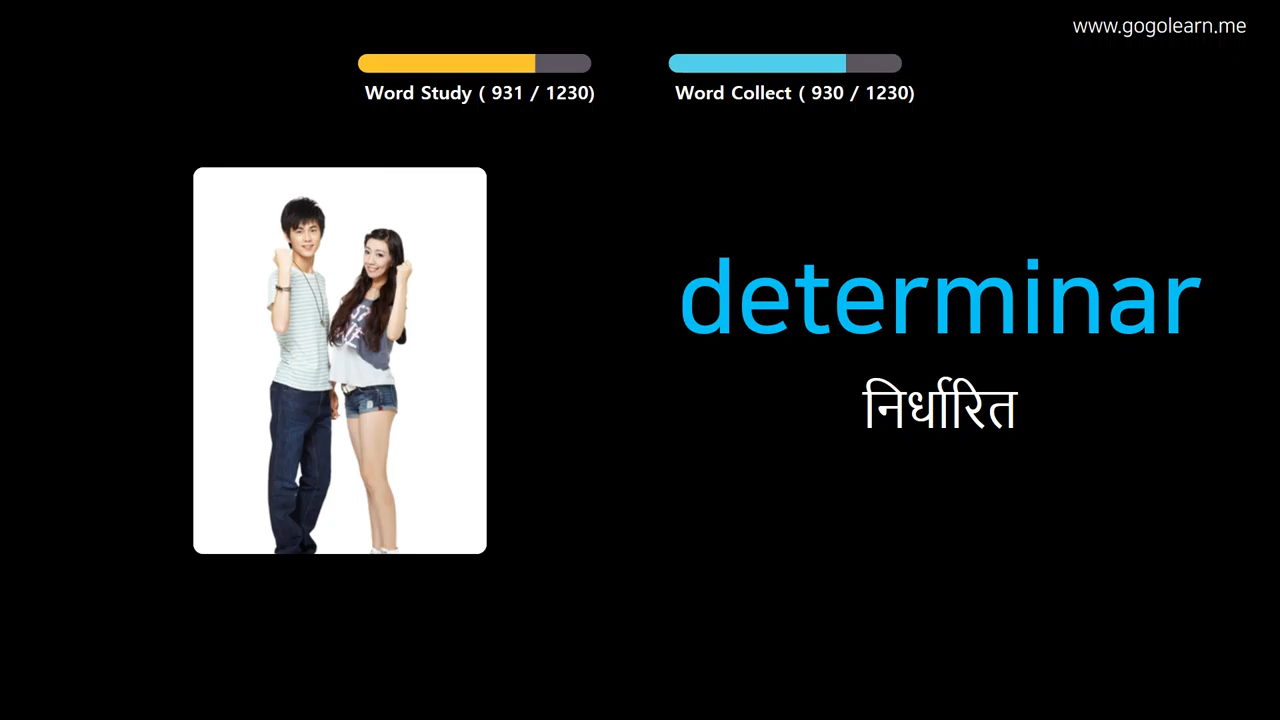 www.gogolearn.me
Word Study ( 931 / 1230)
Word Collect ( 930 / 1230)
determinar
निर्धारित